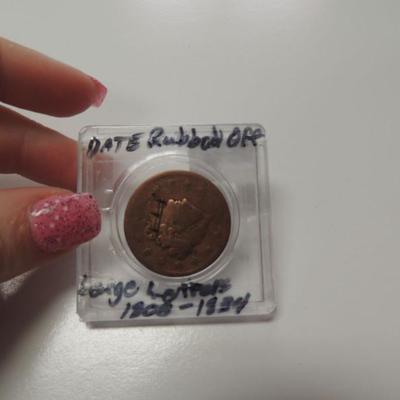 DATE Rubbed OFF
Large Letters
1808-1834